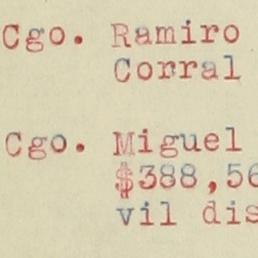 Cgo. Ramiro
Corral
Cgo. Miguel
$388,56
vil dis